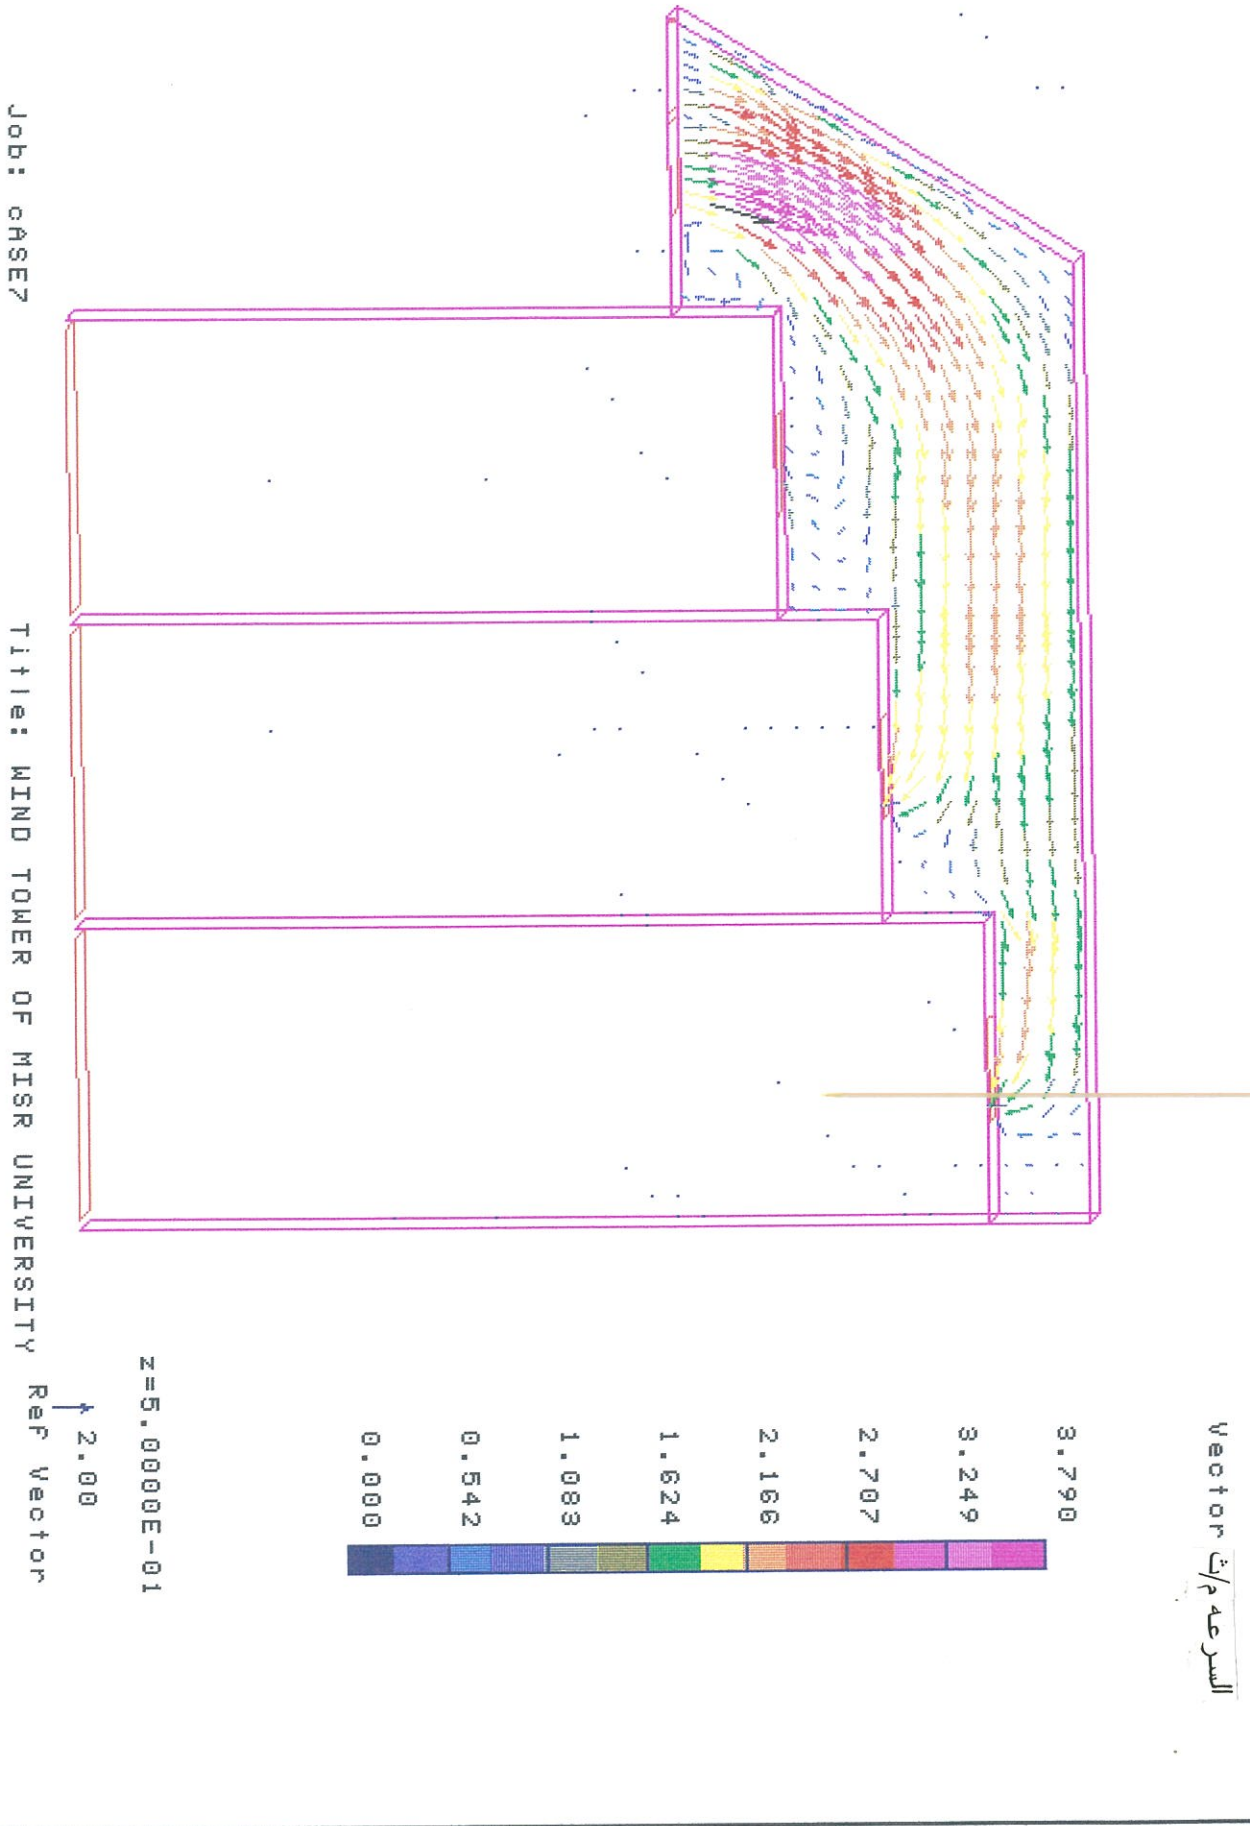 Vector السرعه م/ث
3.790
3.249
2.707
2.166
1.624
1.083
0.542
0.000
z=5.0000E-01
2.00
Ref Vector
Job: cASE7 Title: WIND TOWER OF MISR UNIVERSITY